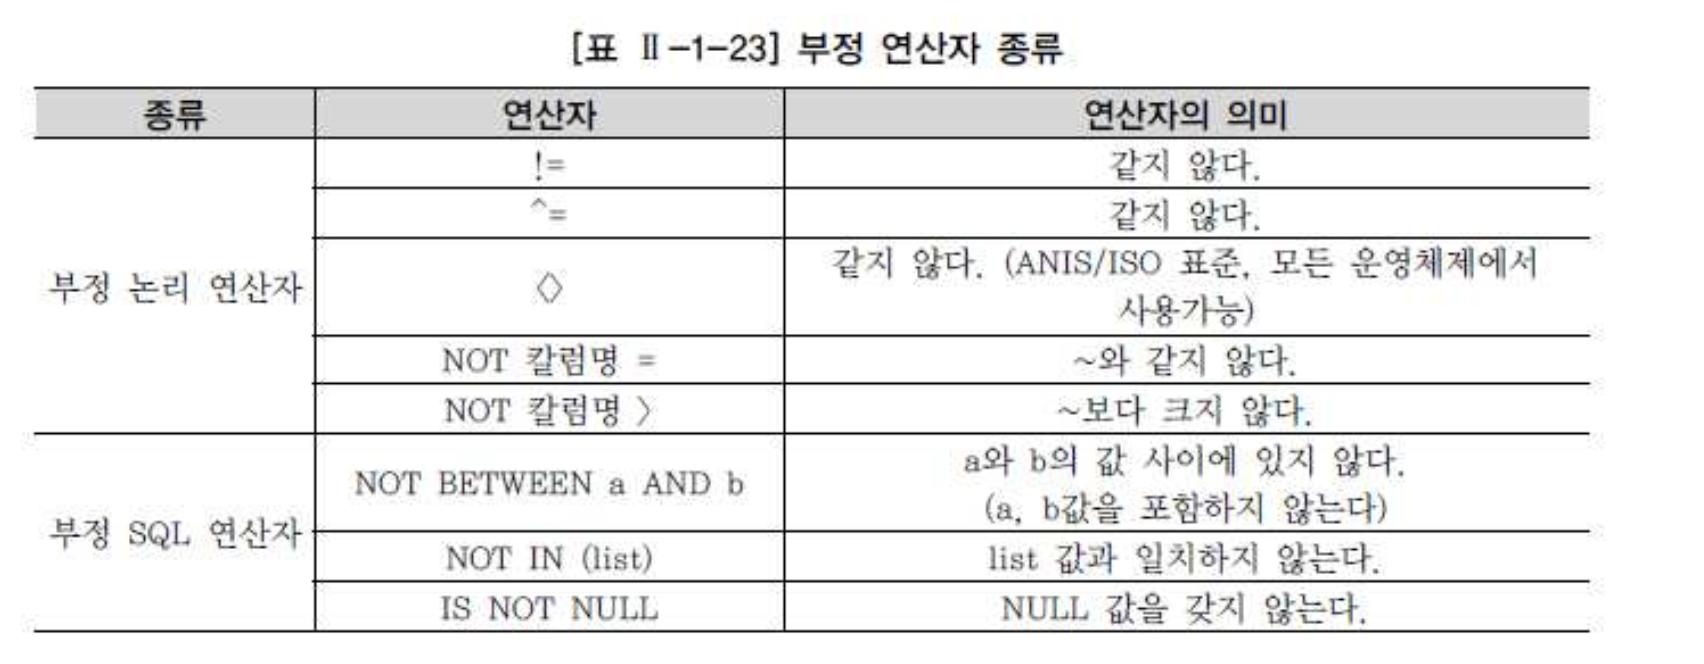 [표 Ⅱ-1-23] 부정 연산자 종류
종류 연산자 연산자의 의미
부정 논리 연산자
!= 같지 않다.
^= 같지 않다.
<> 같지 않다. (ANIS/ISO 표준, 모든 운영체제에서
사용가능)
NOT 칼럼명 = ~와 같지 않다.
NOT 칼럼명 > ~보다 크지 않다.
부정 SQL 연산자
NOT BETWEEN a AND b a와 b의 값 사이에 있지 않다.
(a, b값을 포함하지 않는다)
NOT IN (list) list 값과 일치하지 않는다.
IS NOT NULL NULL 값을 갖지 않는다.